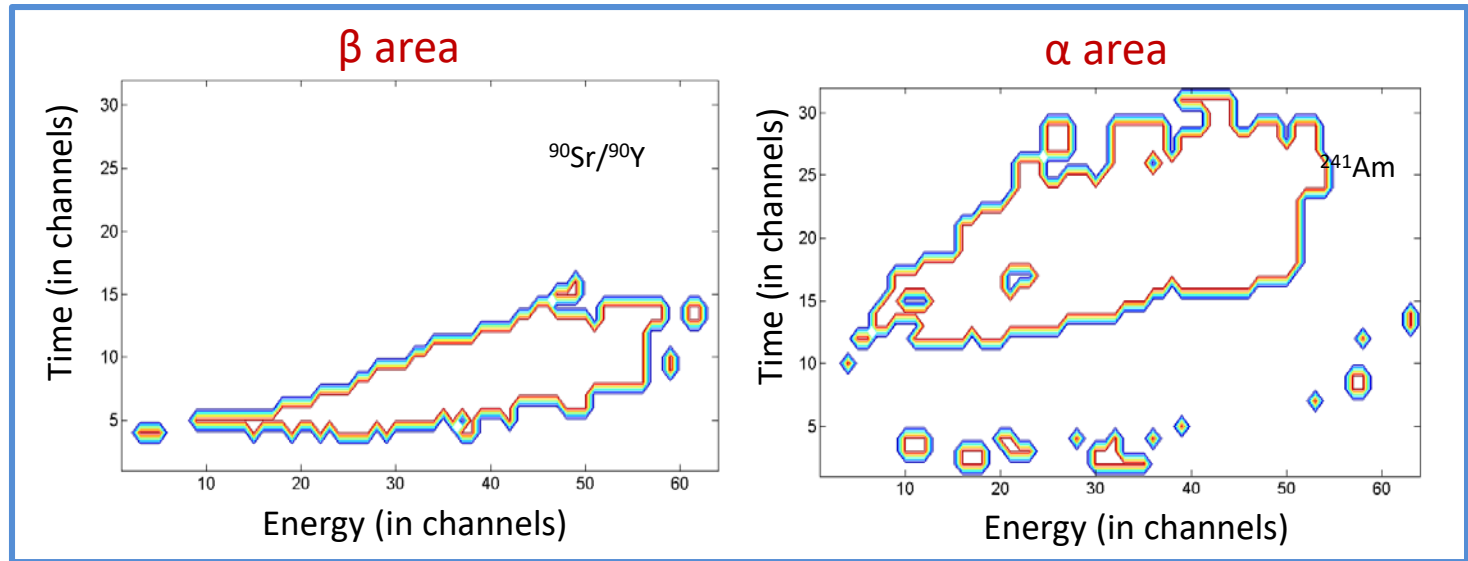 β area
α area
⁹⁰Sr/⁹⁰Y
²⁴¹Am
Time (in channels)
30
25
20
15
10
5
10 20 30 40 50 60
Energy (in channels)
Time (in channels)
30
25
20
15
10
5
10 20 30 40 50 60
Energy (in channels)